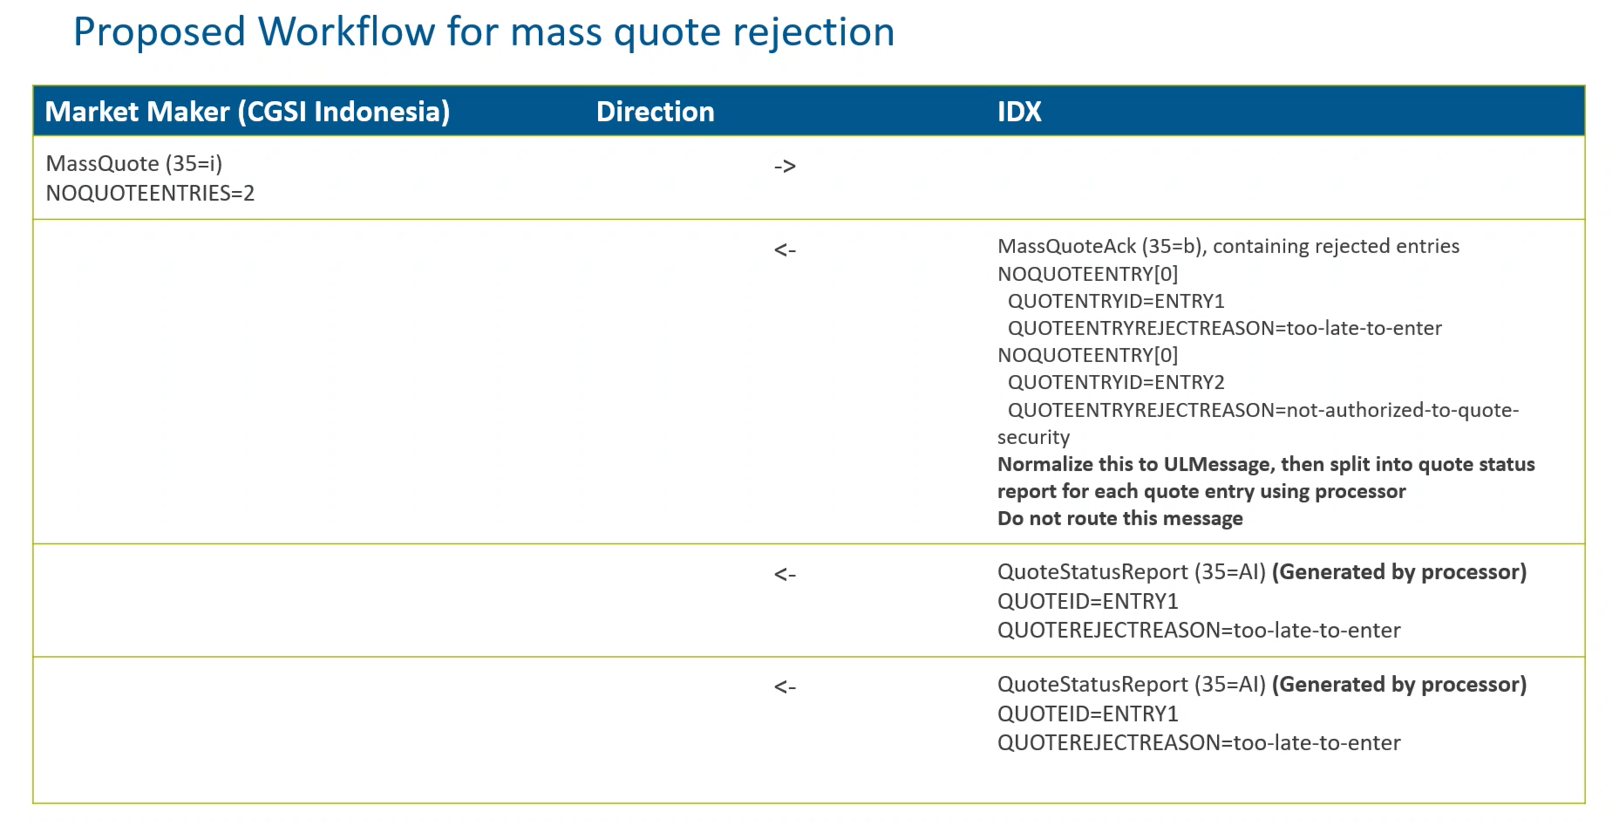 Proposed Workflow for mass quote rejection
Market Maker (CGSI Indonesia) Direction IDX
MassQuote (35=i) ->
NOQUOTEENTRIES=2
<- MassQuoteAck (35=b), containing rejected entries
NOQUOTEENTRY[0]
QUOTENTRYID=ENTRY1
QUOTEENTRYREJECTREASON=too-late-to-enter
NOQUOTEENTRY[0]
QUOTENTRYID=ENTRY2
QUOTEENTRYREJECTREASON=not-authorized-to-quote-
security
Normalize this to ULMessage, then split into quote status
report for each quote entry using processor
Do not route this message
<- QuoteStatusReport (35=AI) (Generated by processor)
QUOTEID=ENTRY1
QUOTEREJECTREASON=too-late-to-enter
<- QuoteStatusReport (35=AI) (Generated by processor)
QUOTEID=ENTRY1
QUOTEREJECTREASON=too-late-to-enter